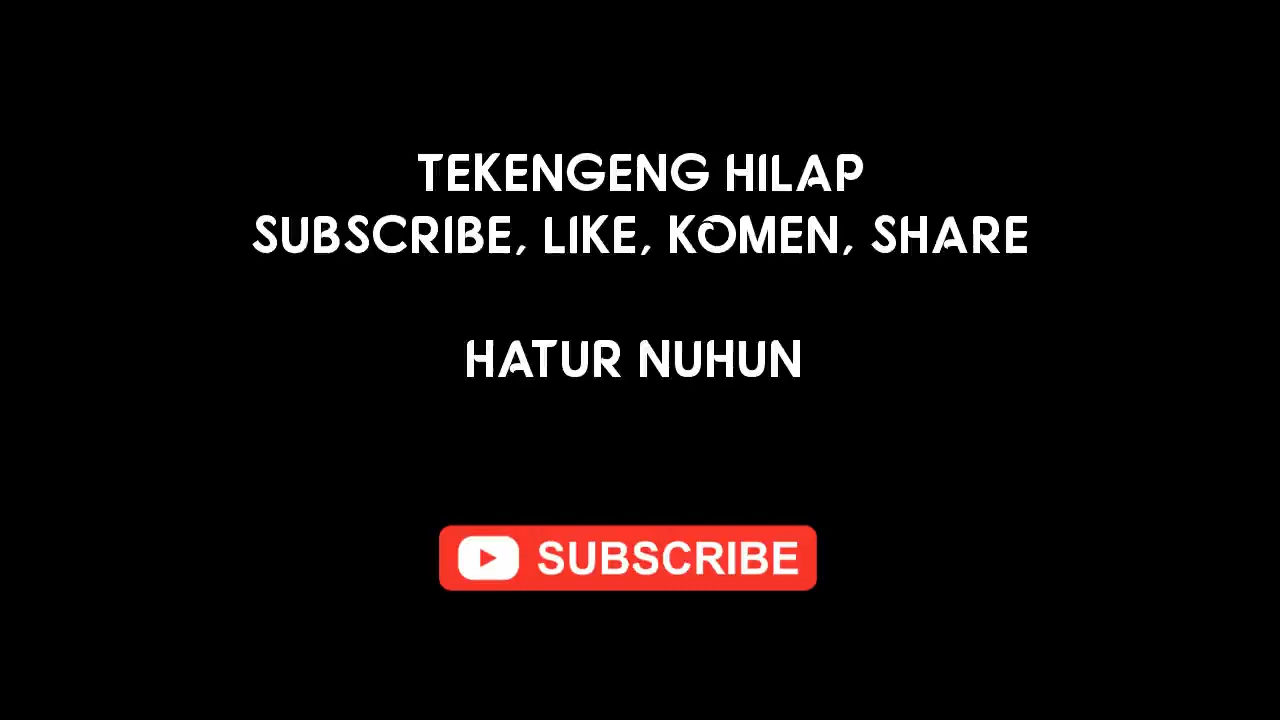 TEKENGENG HILAP
SUBSCRIBE, LIKE, KOMEN, SHARE
HATUR NUHUN
SUBSCRIBE